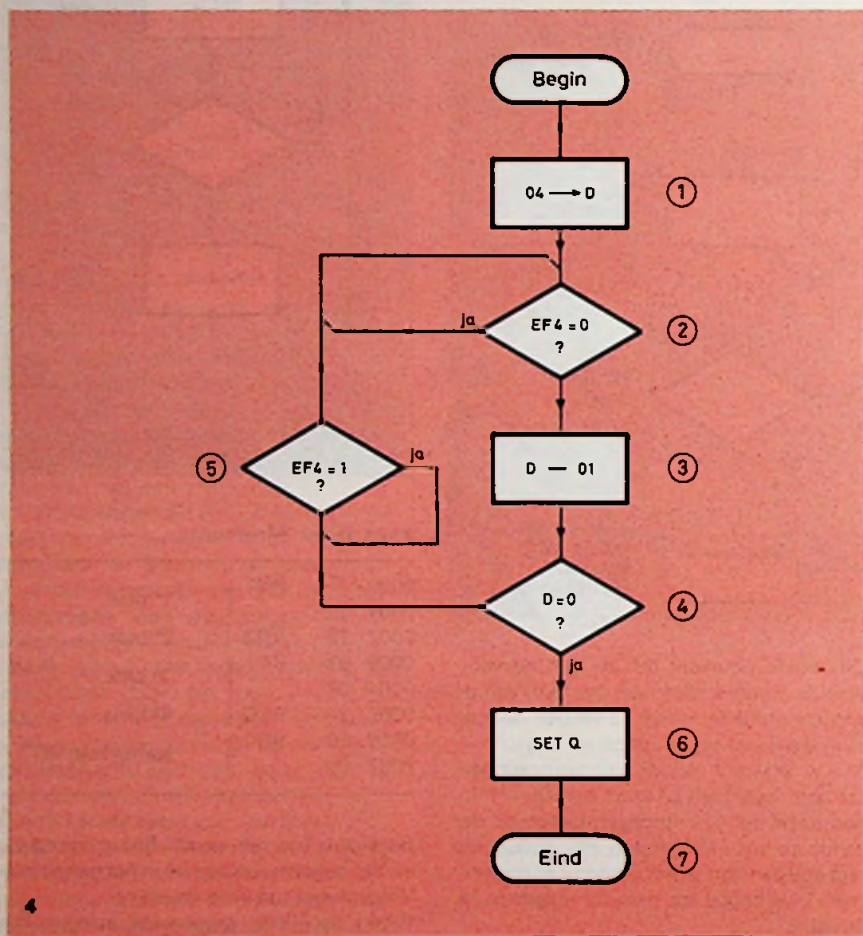 Begin
04 → D
①
ja
EF4 = 0
?
②
⑤
EF4 = 1
?
ja
D — 01
③
D = 0
?
④
ja
SET Q
⑥
Eind
⑦
4